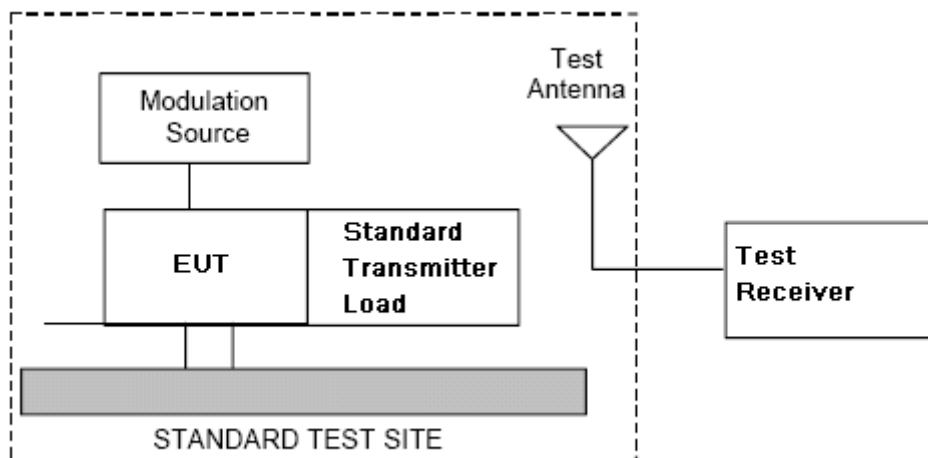 Test
Antenna
Modulation
Source
EUT
Standard
Transmitter
Load
Test
Receiver
STANDARD TEST SITE